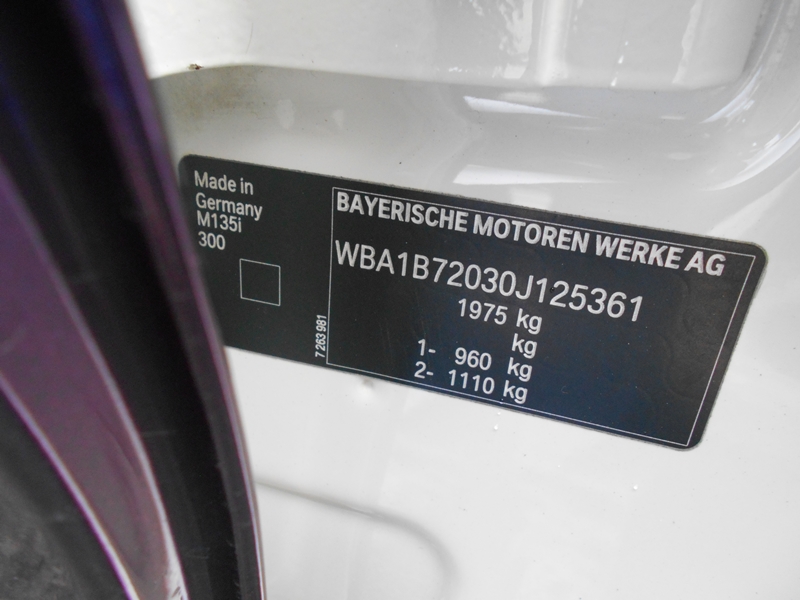 Made in
Germany
M135i
300
7 263 981
BAYERISCHE MOTOREN WERKE AG
WBA1B72030J125361
1975 kg
kg
1- 960 kg
2- 1110 kg